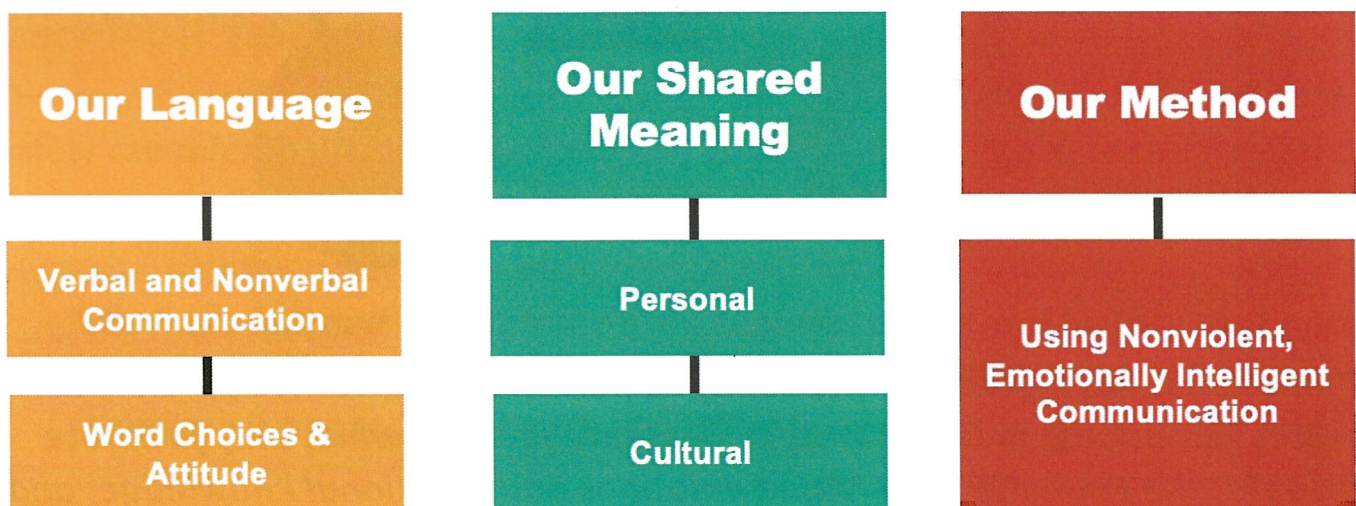 Our Language
Verbal and Nonverbal
Communication
Word Choices &
Attitude
Our Shared
Meaning
Personal
Cultural
Our Method
Using Nonviolent,
Emotionally Intelligent
Communication